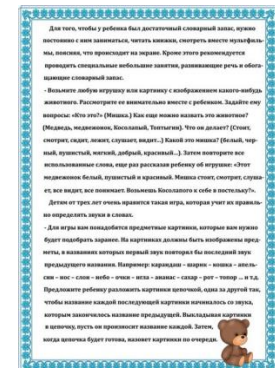 Для того, чтобы у ребенка был достаточный словарный запас, нужно
постоянно с ним заниматься, читать книжки, смотреть вместе мультфиль-
мы, поясняя, что происходит на экране. Кроме этого рекомендуется
проводить специальные небольшие занятия, развивающие речь и обога-
щающие словарный запас.
- Возьмите любую игрушку или картинку с изображением какого-нибудь
животного. Рассмотрите ее внимательно вместе с ребенком. Задайте ему
вопросы: «Кто это?» (Мишка.) Как еще можно назвать это животное?
(Медведь, медвежонок, Косолапый, Топтыгин). Что он делает? (Стоит,
смотрит, сидит, лежит, слушает, видит...) Какой это мишка? (белый, чер-
ный, пушистый, мягкий, добрый, красивый...). Затем повторите все
использованные слова, еще раз рассказав ребенку об игрушке: «Этот
медвежонок белый, пушистый и красивый. Мишка стоит, смотрит, слуша-
ет, все видит, все понимает. Возьмешь Косолапого к себе в постельку?».
Детям от трех лет очень нравится такая игра, которая учит их правиль-
но определять звуки в словах.
- Для игры вам понадобятся предметные картинки, которые вам нужно
будет подобрать заранее. На картинках должны быть изображены пред-
меты, в названиях которых первый звук повторял бы последний звук
предыдущего названия. Например: карандаш – шарик – кошка – апель-
син – нос – слон – небо – очки – игла – ананас – сахар – рот – топор ... и т.д.
Предложите ребенку разложить картинки цепочкой, одна за другой так,
чтобы название каждой последующей картинки начиналось со звука,
которым закончилось название предыдущей. Выкладывая картинки
в цепочку, пусть он произносит название каждой. Затем,
когда цепочка будет готова, назовет картинки по очереди.